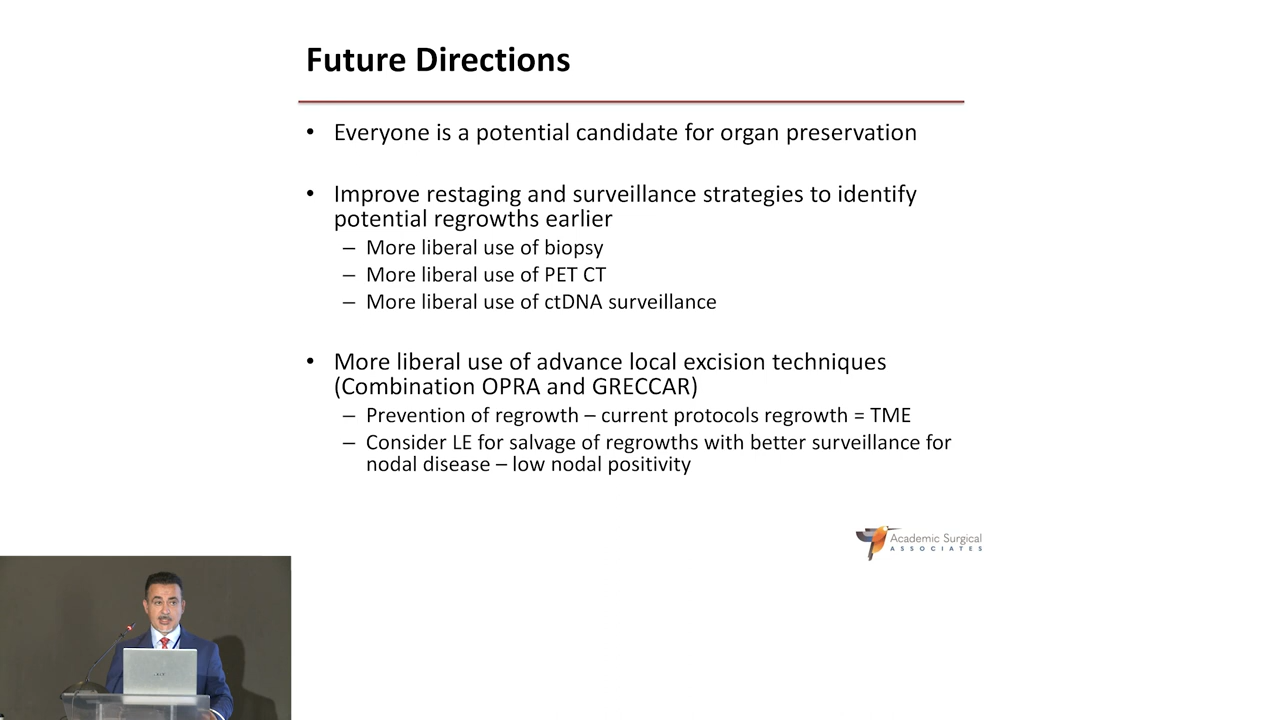 Future Directions
• Everyone is a potential candidate for organ preservation
• Improve restaging and surveillance strategies to identify
potential regrowths earlier
– More liberal use of biopsy
– More liberal use of PET CT
– More liberal use of ctDNA surveillance
• More liberal use of advance local excision techniques
(Combination OPRA and GRECCAR)
– Prevention of regrowth – current protocols regrowth = TME
– Consider LE for salvage of regrowths with better surveillance for
nodal disease – low nodal positivity
Academic Surgical
ASSOCIATES